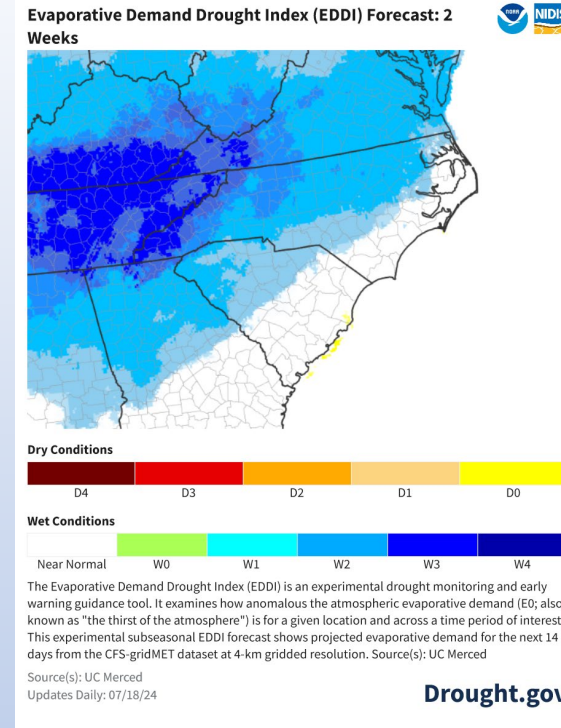 Evaporative Demand Drought Index (EDDI) Forecast: 2
Weeks
NOAA
NIDIS
Dry Conditions
D4 D3 D2 D1 D0
Wet Conditions
Near Normal W0 W1 W2 W3 W4
The Evaporative Demand Drought Index (EDDI) is an experimental drought monitoring and early
warning guidance tool. It examines how anomalous the atmospheric evaporative demand (E0; also
known as "the thirst of the atmosphere") is for a given location and across a time period of interest
This experimental subseasonal EDDI forecast shows projected evaporative demand for the next 14
days from the CFS-gridMET dataset at 4-km gridded resolution. Source(s): UC Merced
Source(s): UC Merced
Updates Daily: 07/18/24
Drought.gov